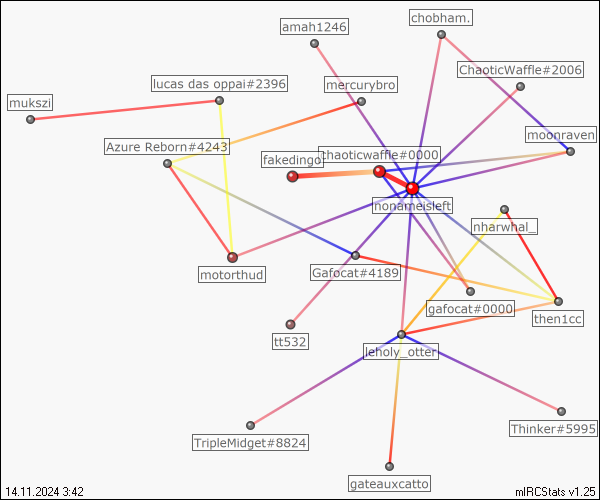 amah1246
chobham.
ChaoticWaffle#2006
lucas das oppai#2396
mercurybro
mukszi
moonraven
Azure Reborn#4243
chaoticwaffle#0000
fakedingo
nonameisleft
nharwhal_
motorthud
Gafocat#4189
gafocat#0000
then1cc
tt532
leholy_otter
TripleMidget#8824
Thinker#5995
gateauxcatto
14.11.2024 3:42
mIRCStats v1.25